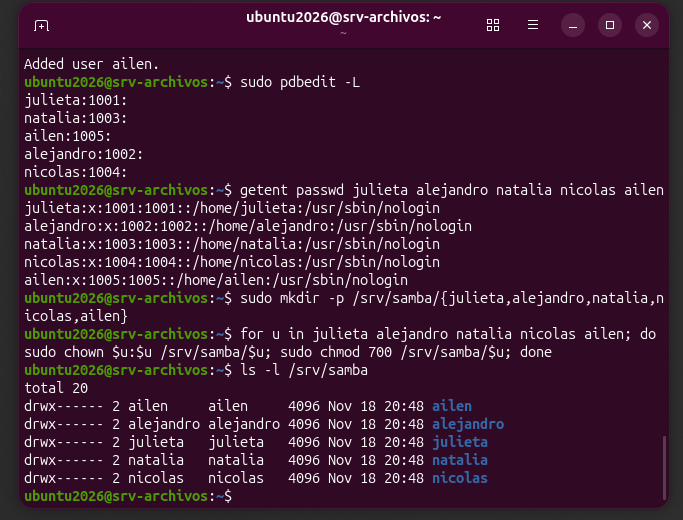 ubuntu2026@srv-archivos: ~
~
Added user ailen.
ubuntu2026@srv-archivos:~$ sudo pdbedit -L
julieta:1001:
natalia:1003:
ailen:1005:
alejandro:1002:
nicolas:1004:
ubuntu2026@srv-archivos:~$ getent passwd julieta alejandro natalia nicolas ailen
julieta:x:1001:1001::/home/julieta:/usr/sbin/nologin
alejandro:x:1002:1002::/home/alejandro:/usr/sbin/nologin
natalia:x:1003:1003::/home/natalia:/usr/sbin/nologin
nicolas:x:1004:1004::/home/nicolas:/usr/sbin/nologin
ailen:x:1005:1005::/home/ailen:/usr/sbin/nologin
ubuntu2026@srv-archivos:~$ sudo mkdir -p /srv/samba/{julieta,alejandro,natalia,n
icolas,ailen}
ubuntu2026@srv-archivos:~$ for u in julieta alejandro natalia nicolas ailen; do
sudo chown $u:$u /srv/samba/$u; sudo chmod 700 /srv/samba/$u; done
ubuntu2026@srv-archivos:~$ ls -l /srv/samba
total 20
drwx------ 2 ailen     ailen     4096 Nov 18 20:48 ailen
drwx------ 2 alejandro alejandro 4096 Nov 18 20:48 alejandro
drwx------ 2 julieta   julieta   4096 Nov 18 20:48 julieta
drwx------ 2 natalia   natalia   4096 Nov 18 20:48 natalia
drwx------ 2 nicolas   nicolas   4096 Nov 18 20:48 nicolas
ubuntu2026@srv-archivos:~$